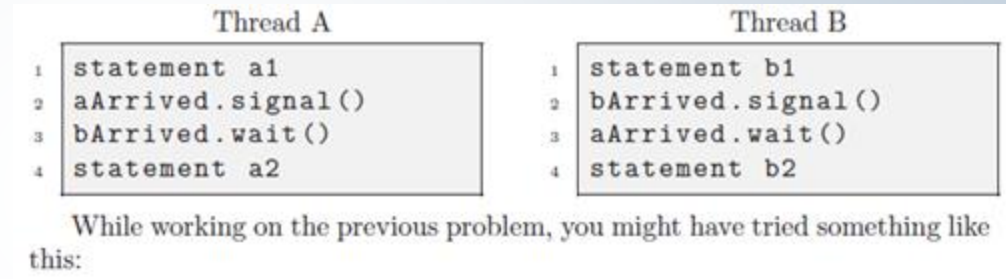 Thread A
1 statement a1
2 aArrived.signal()
3 bArrived.wait()
4 statement a2
Thread B
1 statement b1
2 bArrived.signal()
3 aArrived.wait()
4 statement b2
While working on the previous problem, you might have tried something like
this: